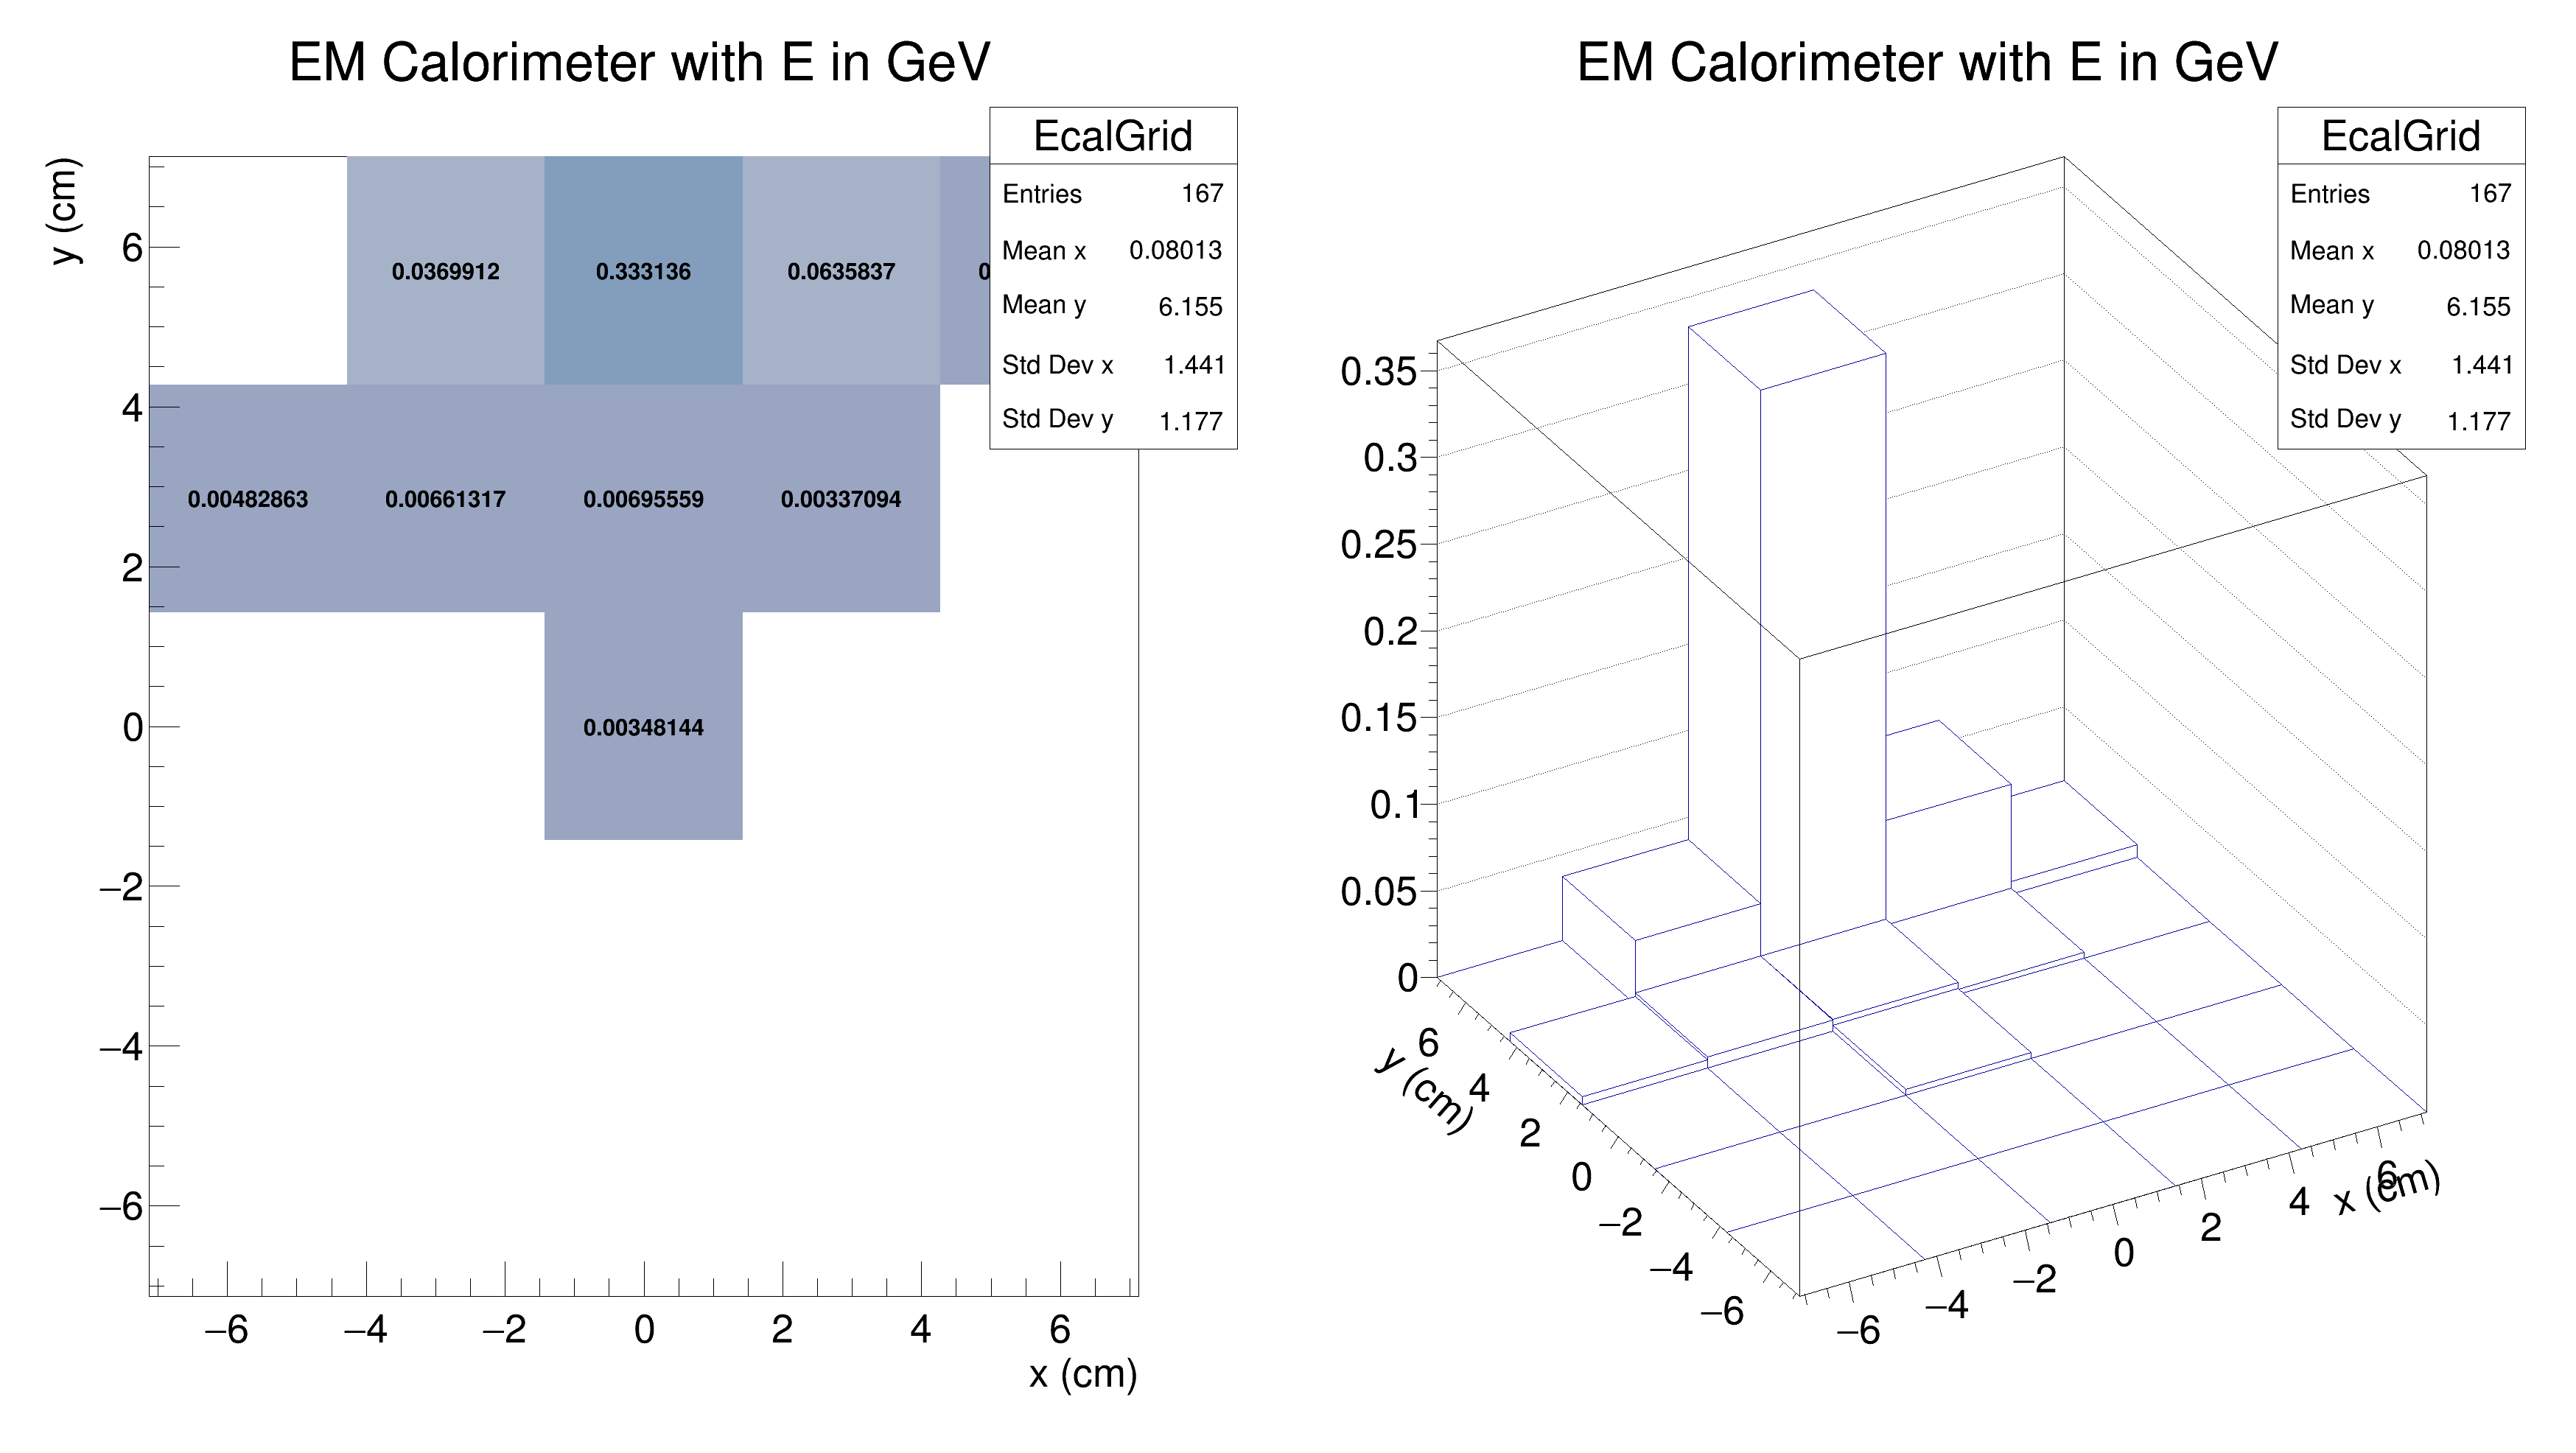 EM Calorimeter with E in GeV
EcalGrid
Entries 167
Mean x 0.08013
Mean y 6.155
Std Dev x 1.441
Std Dev y 1.177
y (cm)
6
4
2
0
−2
−4
−6
0.0369912 0.333136 0.0635837
0.00482863 0.00661317 0.00695559 0.00337094
0.00348144
−6 −4 −2 0 2 4 6
x (cm)
EM Calorimeter with E in GeV
EcalGrid
Entries 167
Mean x 0.08013
Mean y 6.155
Std Dev x 1.441
Std Dev y 1.177
0.35
0.3
0.25
0.2
0.15
0.1
0.05
0
y (cm)
6
4
2
0
−2
−4
−6
−6
−4
−2
0
2
4
6
x (cm)